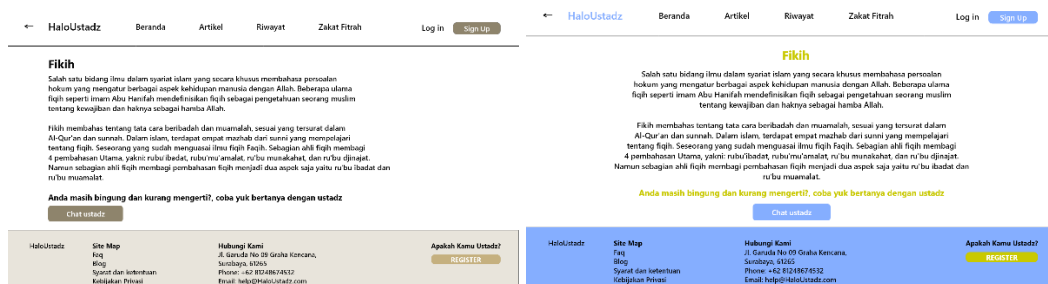 ← HaloUstadz Beranda Artikel Riwayat Zakat Fitrah Log in Sign Up
Fikih
Salah satu bidang ilmu dalam syariat islam yang secara khusus membahasa persoalan
hokum yang mengatur berbagai aspek kehidupan manusia dengan Allah. Beberapa ulama
fiqih seperti imam Abu Hanifah mendefinisikan fiqih sebagai pengetahuan seorang muslim
tentang kewajiban dan haknya sebagai hamba Allah.
Fikih membahas tentang tata cara beribadah dan muamalah, sesuai yang tersurat dalam
Al-Qur'an dan sunnah. Dalam islam, terdapat empat mazhab dari sunni yang mempelajari
tentang fiqih. Seseorang yang sudah menguasai ilmu fiqih Faqih. Sebagian ahli fiqih membagi
4 pembahasan Utama, yakni: rubu'ibadat, rubu'mu'amalat, ru'bu munakahat, dan ru'bu djinajat.
Namun sebagian ahli fiqih membagi pembahasan fiqih menjadi dua aspek saja yaitu ru'bu ibadat dan
ru'bu muamalat.
Anda masih bingung dan kurang mengerti?, coba yuk bertanya dengan ustadz
Chat ustadz
HaloUstadz Site Map Hubungi Kami Apakah Kamu Ustadz?
Faq Jl. Garuda No 09 Graha Kencana, REGISTER
Blog Surabaya, 61265
Syarat dan ketentuan Phone: +62 81248674532
Kebijakan Privasi Email: help@HaloUstadz.com
← HaloUstadz Beranda Artikel Riwayat Zakat Fitrah Log in Sign Up
Fikih
Salah satu bidang ilmu dalam syariat islam yang secara khusus membahasa persoalan
hokum yang mengatur berbagai aspek kehidupan manusia dengan Allah. Beberapa ulama
fiqih seperti imam Abu Hanifah mendefinisikan fiqih sebagai pengetahuan seorang muslim
tentang kewajiban dan haknya sebagai hamba Allah.
Fikih membahas tentang tata cara beribadah dan muamalah, sesuai yang tersurat dalam
Al-Qur'an dan sunnah. Dalam islam, terdapat empat mazhab dari sunni yang mempelajari
tentang fiqih. Seseorang yang sudah menguasai ilmu fiqih Faqih. Sebagian ahli fiqih membagi
4 pembahasan Utama, yakni: rubu'ibadat, rubu'mu'amalat, ru'bu munakahat, dan ru'bu djinajat.
Namun sebagian ahli fiqih membagi pembahasan fiqih menjadi dua aspek saja yaitu ru'bu ibadat dan
ru'bu muamalat.
Anda masih bingung dan kurang mengerti?, coba yuk bertanya dengan ustadz
Chat ustadz
HaloUstadz Site Map Hubungi Kami Apakah Kamu Ustadz?
Faq Jl. Garuda No 09 Graha Kencana, REGISTER
Blog Surabaya, 61265
Syarat dan ketentuan Phone: +62 81248674532
Kebijakan Privasi Email: help@HaloUstadz.com